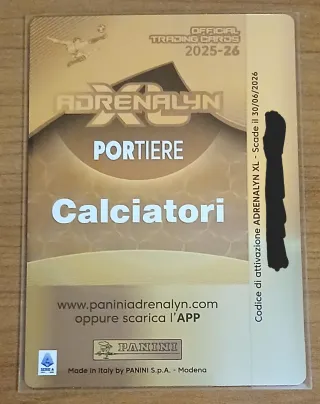 OFFICIAL
TRADING CARDS
2025-26
ADRENALYN
XL
PORTIERE
Calciatori
www.paniniadrenalyn.com
oppure scarica l'APP
PANINI
Made in Italy by PANINI S.p.A. - Modena
SERIE A
Codice di attivazione ADRENALYN XL - Scade il 30/06/2026